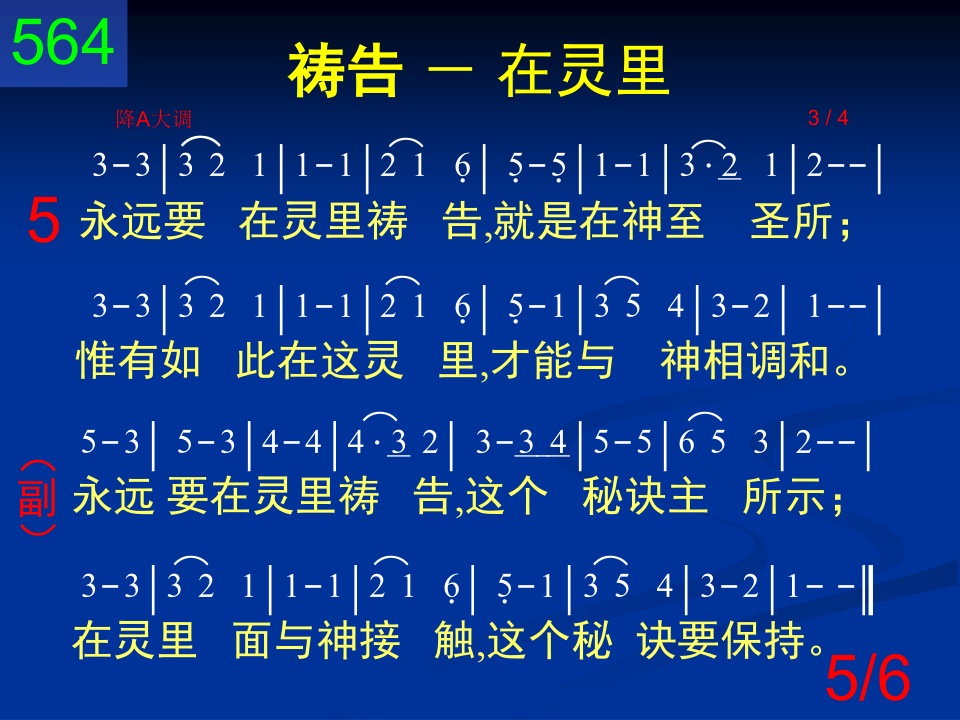 564
祷告 － 在灵里
降A大调 3 / 4
3－3│3 2 1│1－1│2 1 6̣│5̣－5̣│1－1│3 · 2̲ 1│2－－│
5 永远要 在灵里祷 告,就是在神至 圣所；
3－3│3 2 1│1－1│2 1 6̣│5̣－1│3 5 4│3－2│1－－│
惟有如 此在这灵 里,才能与 神相调和。
5－3│5－3│4－4│4 · 3̲ 2│3－3̲ 4̲│5－5│6 5 3│2－－│
（副） 永远 要在灵里祷 告,这个 秘诀主 所示；
3－3│3 2 1│1－1│2 1 6̣│5̣－1│3 5 4│3－2│1－－‖
在灵里 面与神接 触,这个秘 诀要保持。
5/6